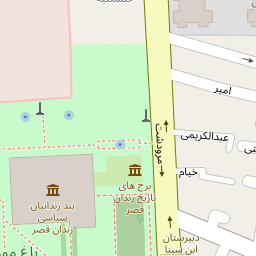 امیر
عبدالکریمی
مرودشت
خیام
برج های
تاریخ زندان
قصر
بند زندانیان
سیاسی
زندان قصر
دبیرستان
ابن سینا